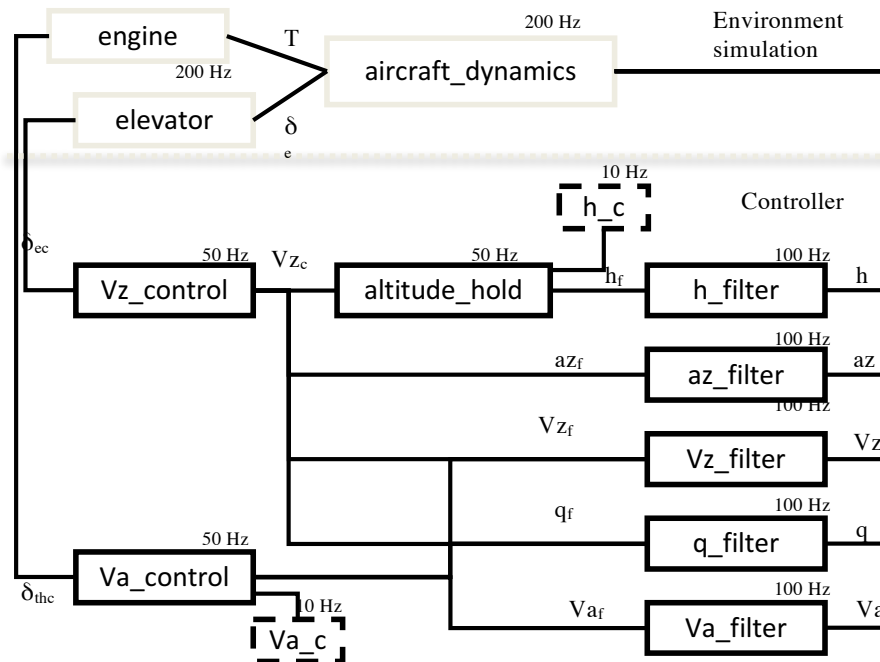 engine
T
200 Hz
Environment
simulation
200 Hz
aircraft_dynamics
elevator
δ
e
10 Hz
h_c
Controller
δec
50 Hz
Vzc
50 Hz
100 Hz
Vz_control
altitude_hold
hf
h_filter
h
100 Hz
azf
az_filter
az
100 Hz
Vzf
Vz_filter
Vz
100 Hz
qf
q_filter
q
50 Hz
Va_control
δthc
10 Hz
Va_c
100 Hz
Vaf
Va_filter
Va